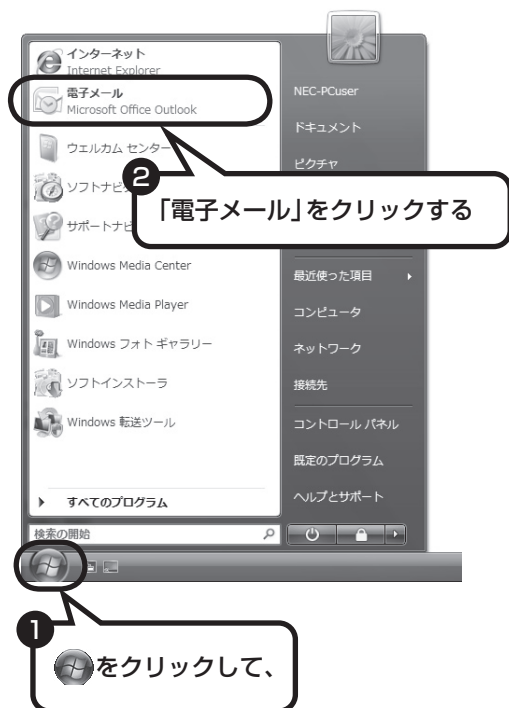 インターネット
Internet Explorer
電子メール
Microsoft Office Outlook
ウェルカム センター
ソフトナビ
サポートナビ
Windows Media Center
Windows Media Player
Windows フォト ギャラリー
ソフトインストーラ
Windows 転送ツール
すべてのプログラム
検索の開始
NEC-PCuser
ドキュメント
ピクチャ
最近使った項目
コンピュータ
ネットワーク
接続先
コントロール パネル
既定のプログラム
ヘルプとサポート
2
「電子メール」をクリックする
1
をクリックして、